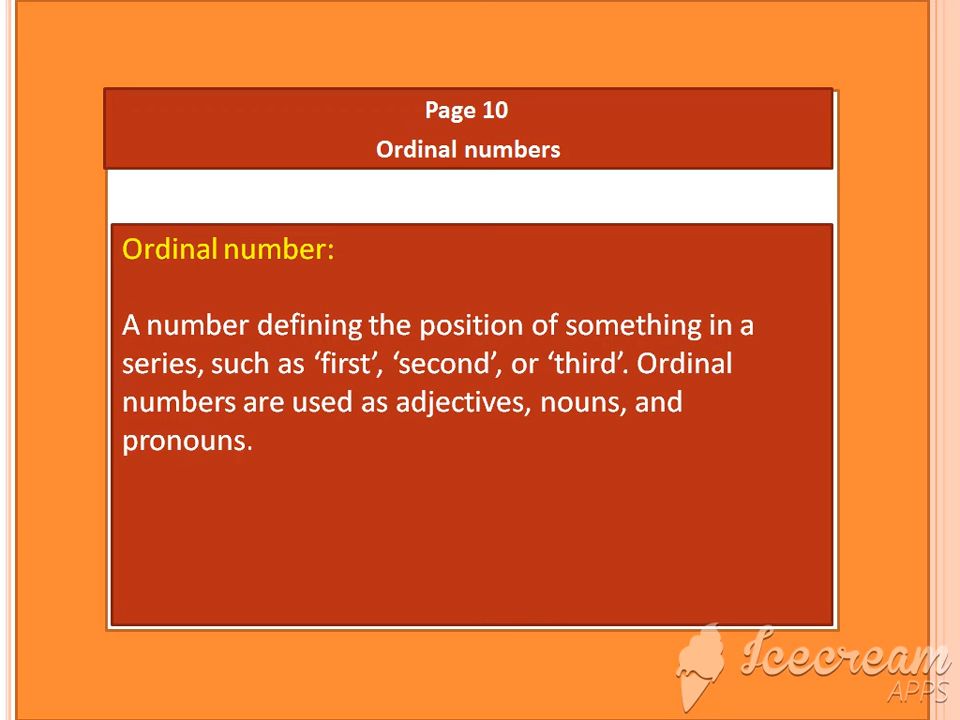 Page 10
Ordinal numbers
Ordinal number:
A number defining the position of something in a
series, such as ‘first’, ‘second’, or ‘third’. Ordinal
numbers are used as adjectives, nouns, and
pronouns.
Icecream
APPS